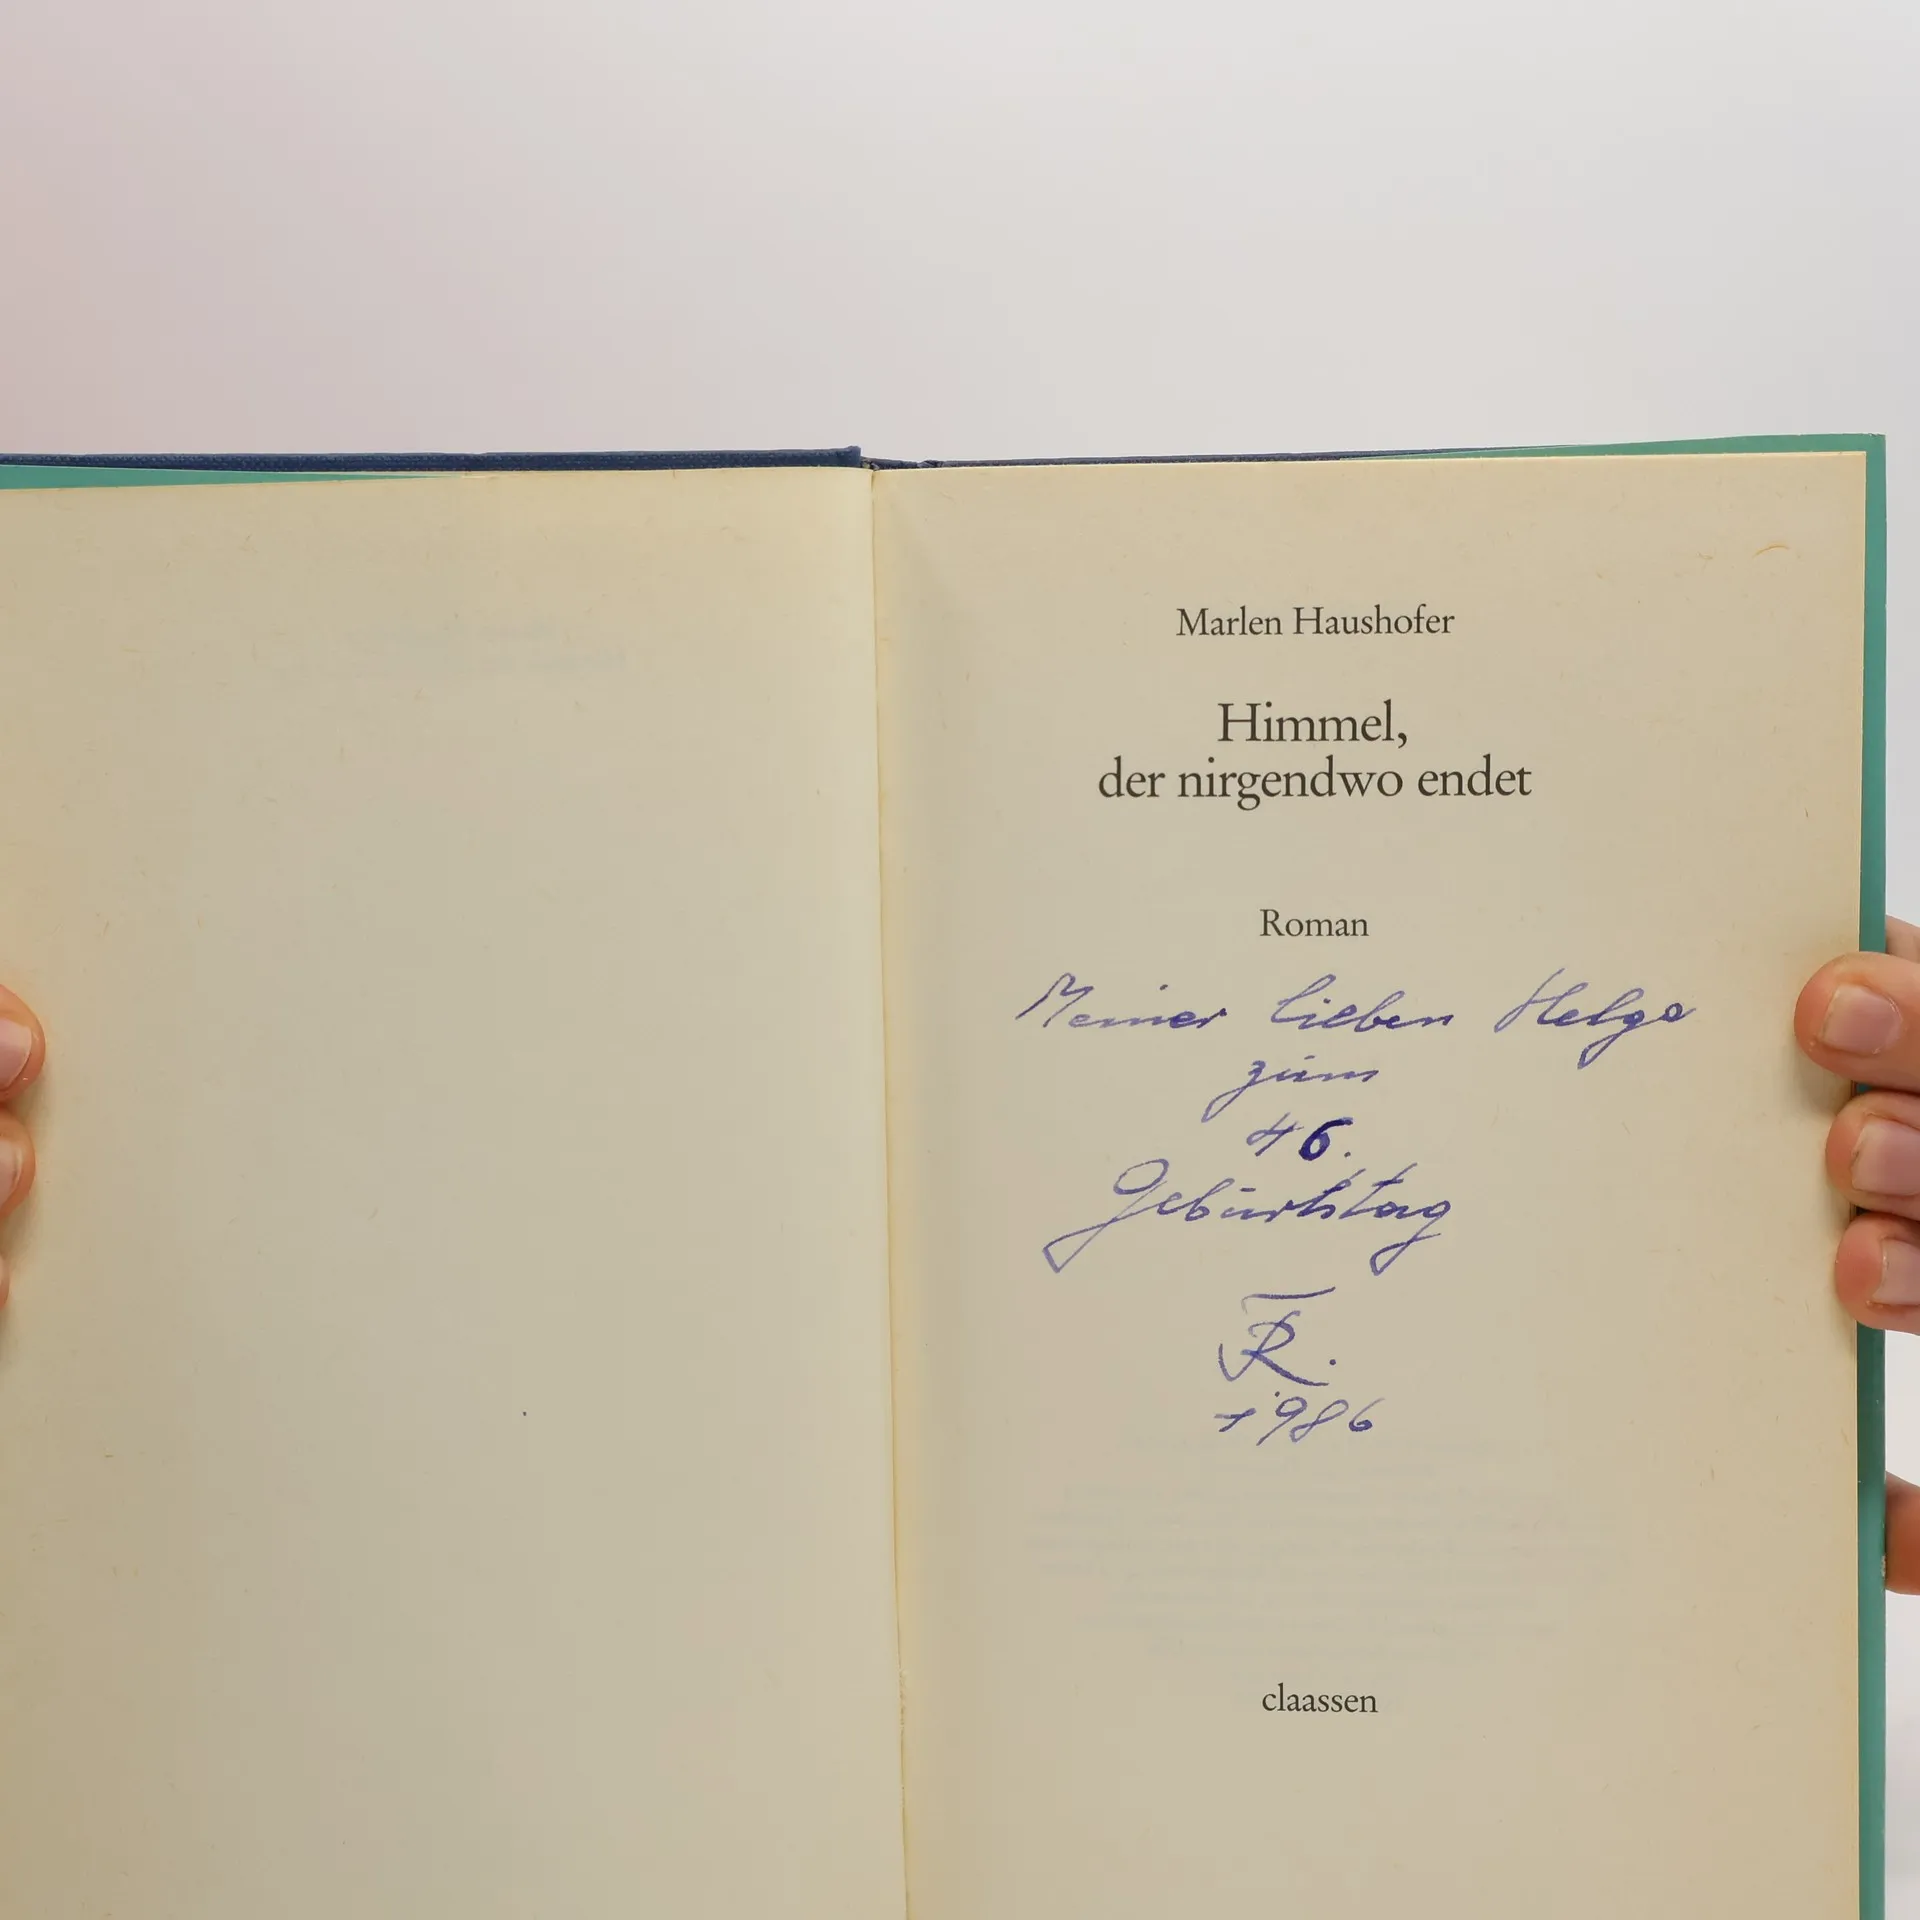 Marlen Haushofer
Himmel,
der nirgendwo endet
Roman
Meiner lieben Helga
zum
46.
Geburtstag
R.
1986
claassen